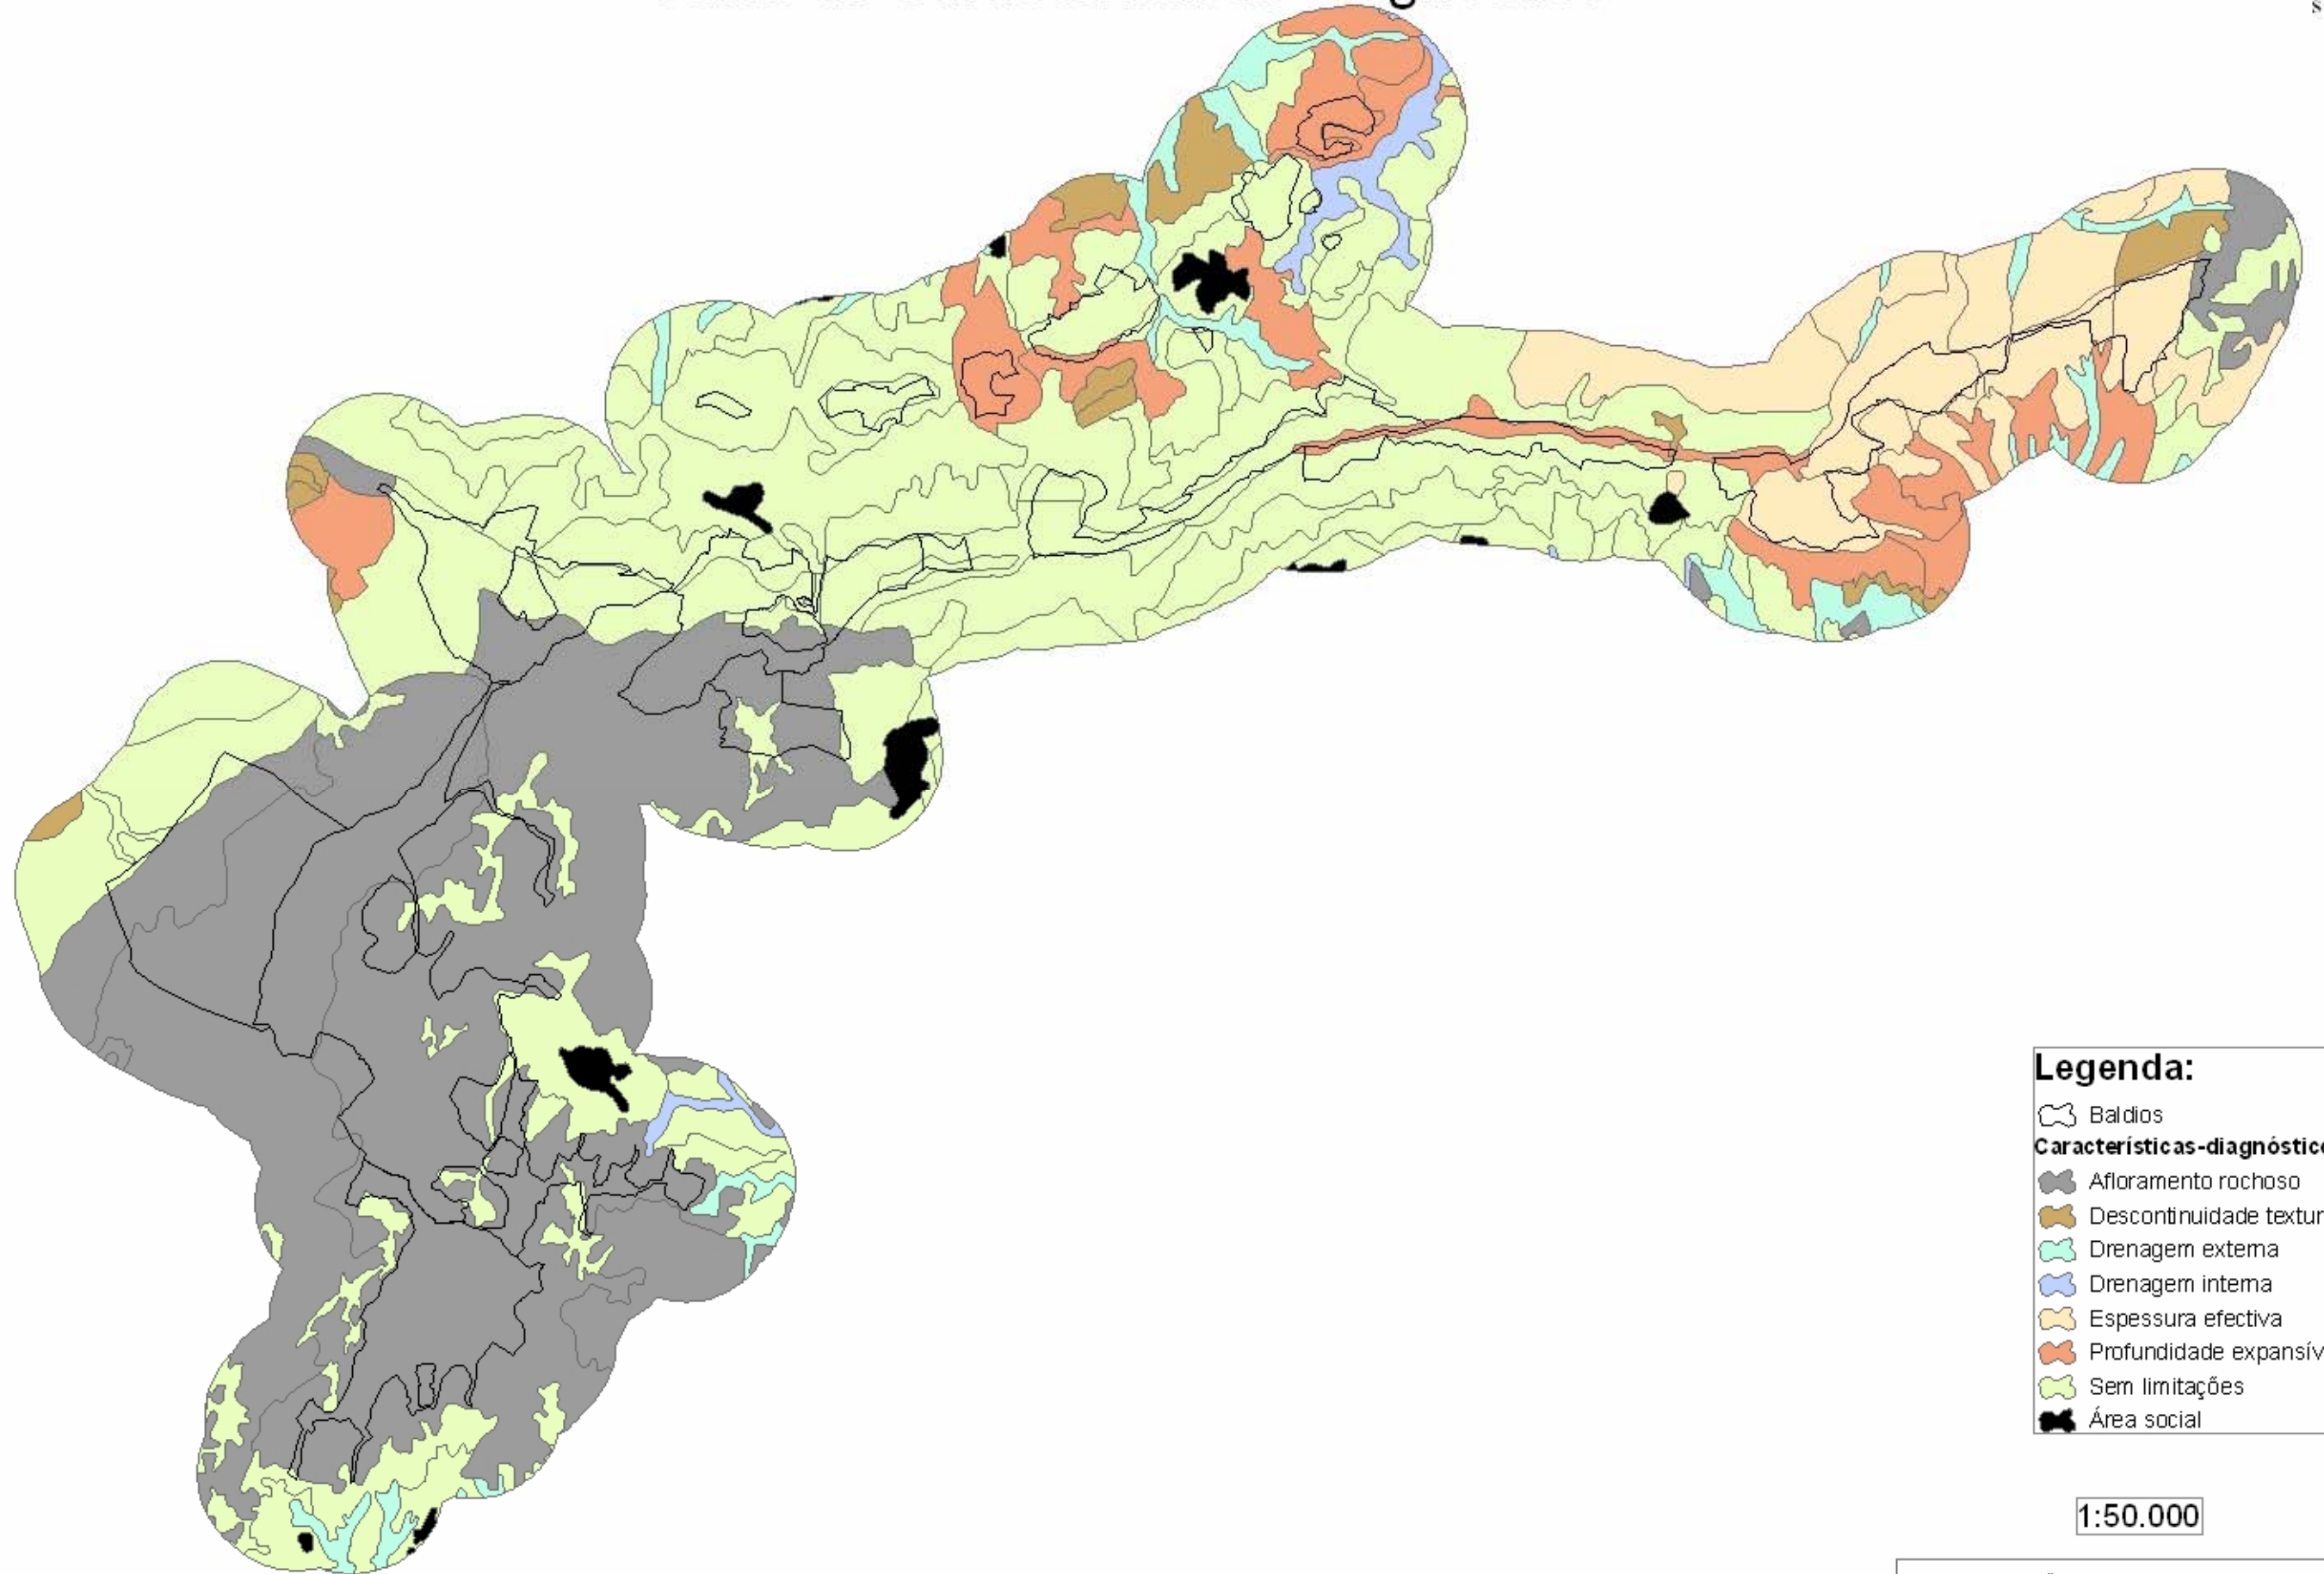 Legenda:
Baldios
Características-diagnóstico
Afloramento rochoso
Descontinuidade textur
Drenagem externa
Drenagem interna
Espessura efectiva
Profundidade expansív
Sem limitações
Área social
1:50.000